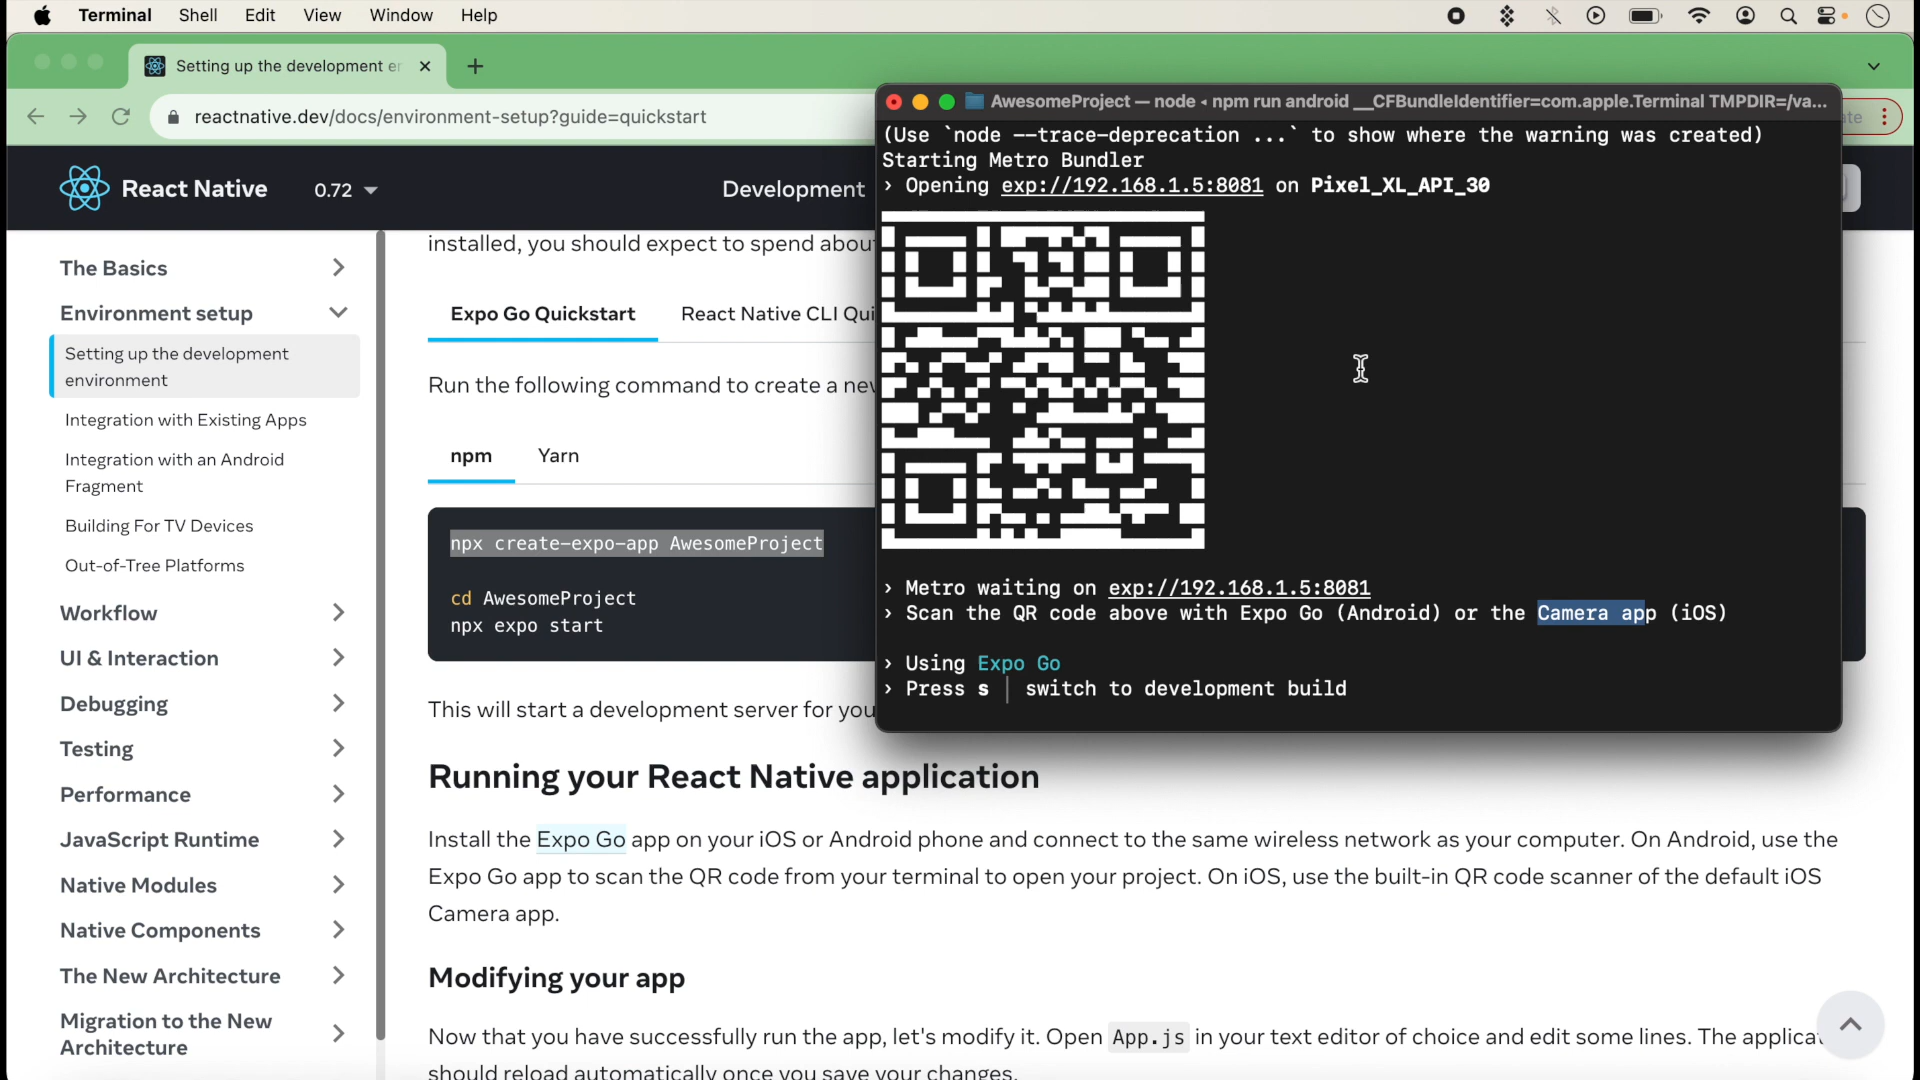 Terminal Shell Edit View Window Help
Setting up the development er
reactnative.dev/docs/environment-setup?guide=quickstart
React Native 0.72 Development
The Basics
Environment setup
Setting up the development
environment
Integration with Existing Apps
Integration with an Android
Fragment
Building For TV Devices
Out-of-Tree Platforms
Workflow
UI & Interaction
Debugging
Testing
Performance
JavaScript Runtime
Native Modules
Native Components
The New Architecture
Migration to the New
Architecture
installed, you should expect to spend abou
Expo Go Quickstart React Native CLI Qui
Run the following command to create a new
npm Yarn
npx create-expo-app AwesomeProject
cd AwesomeProject
npx expo start
This will start a development server for you
Running your React Native application
Install the Expo Go app on your iOS or Android phone and connect to the same wireless network as your computer. On Android, use the
Expo Go app to scan the QR code from your terminal to open your project. On iOS, use the built-in QR code scanner of the default iOS
Camera app.
Modifying your app
Now that you have successfully run the app, let's modify it. Open App.js in your text editor of choice and edit some lines. The applica
should reload automatically once you save your changes.
AwesomeProject — node ◂ npm run android __CFBundleIdentifier=com.apple.Terminal TMPDIR=/va...
(Use `node --trace-deprecation ...` to show where the warning was created)
Starting Metro Bundler
› Opening exp://192.168.1.5:8081 on Pixel_XL_API_30
› Metro waiting on exp://192.168.1.5:8081
› Scan the QR code above with Expo Go (Android) or the Camera app (iOS)
› Using Expo Go
› Press s │ switch to development build